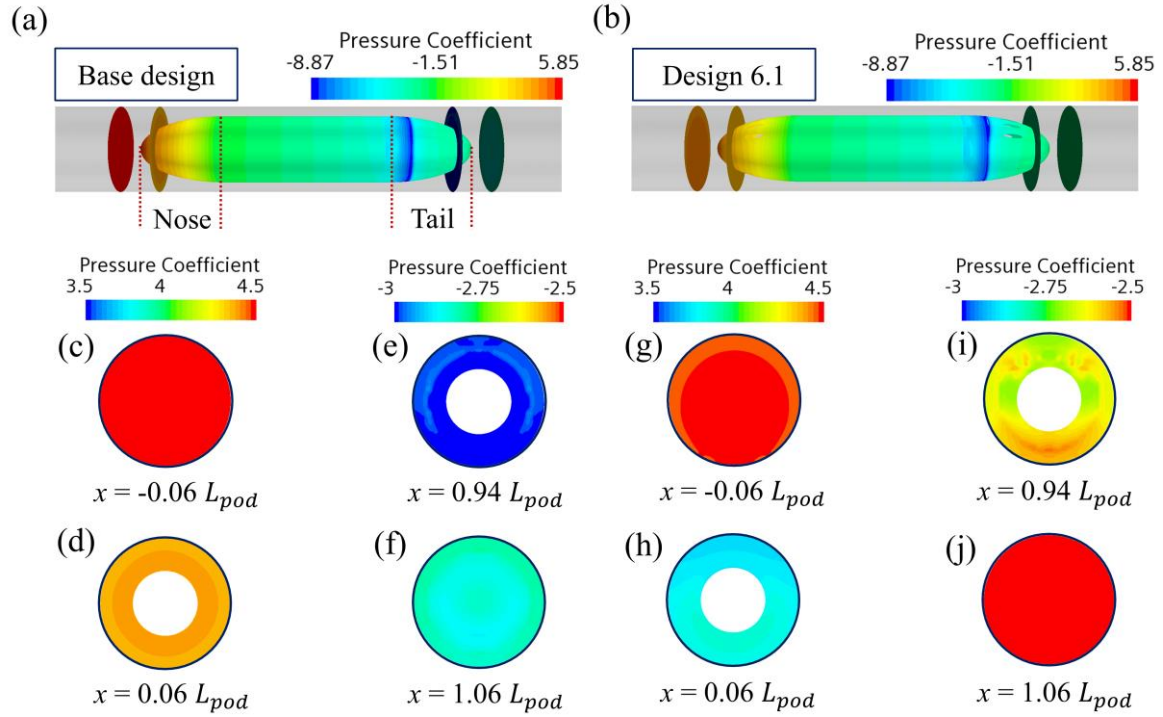 (a)
Base design
Pressure Coefficient
-8.87 -1.51 5.85
Nose
Tail
(b)
Design 6.1
Pressure Coefficient
-8.87 -1.51 5.85
Pressure Coefficient
3.5 4 4.5
(c)
x = -0.06 L_pod
Pressure Coefficient
-3 -2.75 -2.5
(e)
x = 0.94 L_pod
Pressure Coefficient
3.5 4 4.5
(g)
x = -0.06 L_pod
Pressure Coefficient
-3 -2.75 -2.5
(i)
x = 0.94 L_pod
(d)
x = 0.06 L_pod
(f)
x = 1.06 L_pod
(h)
x = 0.06 L_pod
(j)
x = 1.06 L_pod